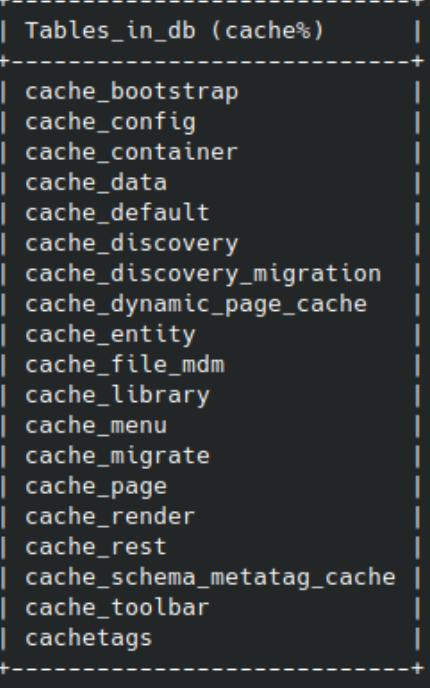 +----------------------------+
| Tables_in_db (cache%)      |
+----------------------------+
| cache_bootstrap            |
| cache_config               |
| cache_container            |
| cache_data                 |
| cache_default              |
| cache_discovery            |
| cache_discovery_migration  |
| cache_dynamic_page_cache   |
| cache_entity               |
| cache_file_mdm             |
| cache_library              |
| cache_menu                 |
| cache_migrate              |
| cache_page                 |
| cache_render               |
| cache_rest                 |
| cache_schema_metatag_cache |
| cache_toolbar              |
| cachetags                  |
+----------------------------+